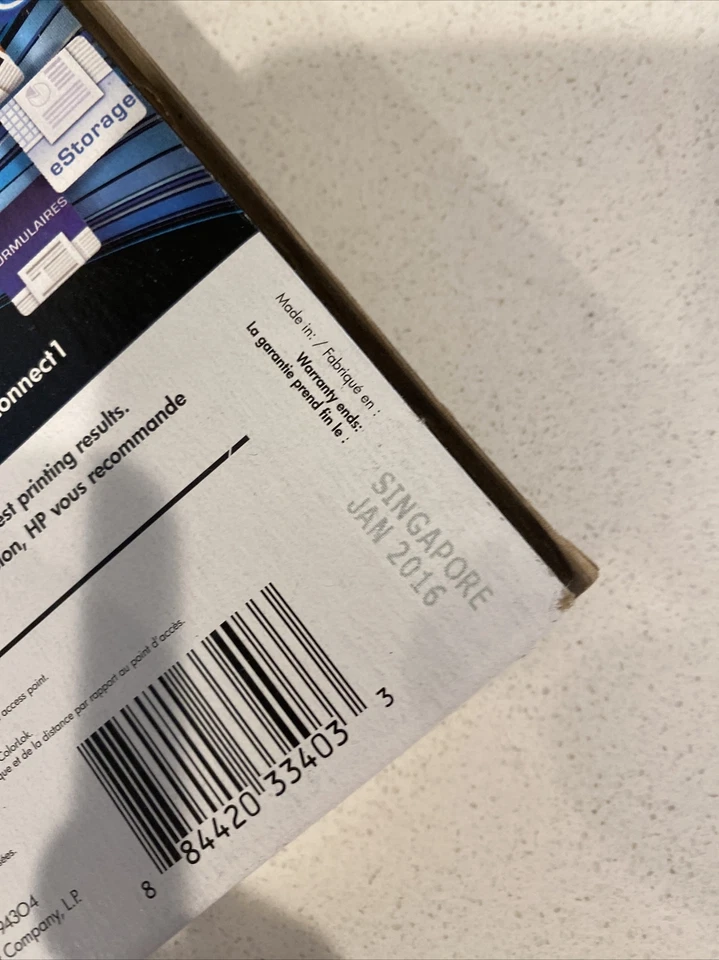 eStorage
ORMULAIRES
onnect1
est printing results.
ion, HP vous recommande
Made in: / Fabriqué en :
Warranty ends:
La garantie prend fin le :
SINGAPORE
JAN 2016
access point.
Colorlok
que et de la distance par rapport au point d'accès.
8 84420 33403 3
ées.
94304
Company, L.P.